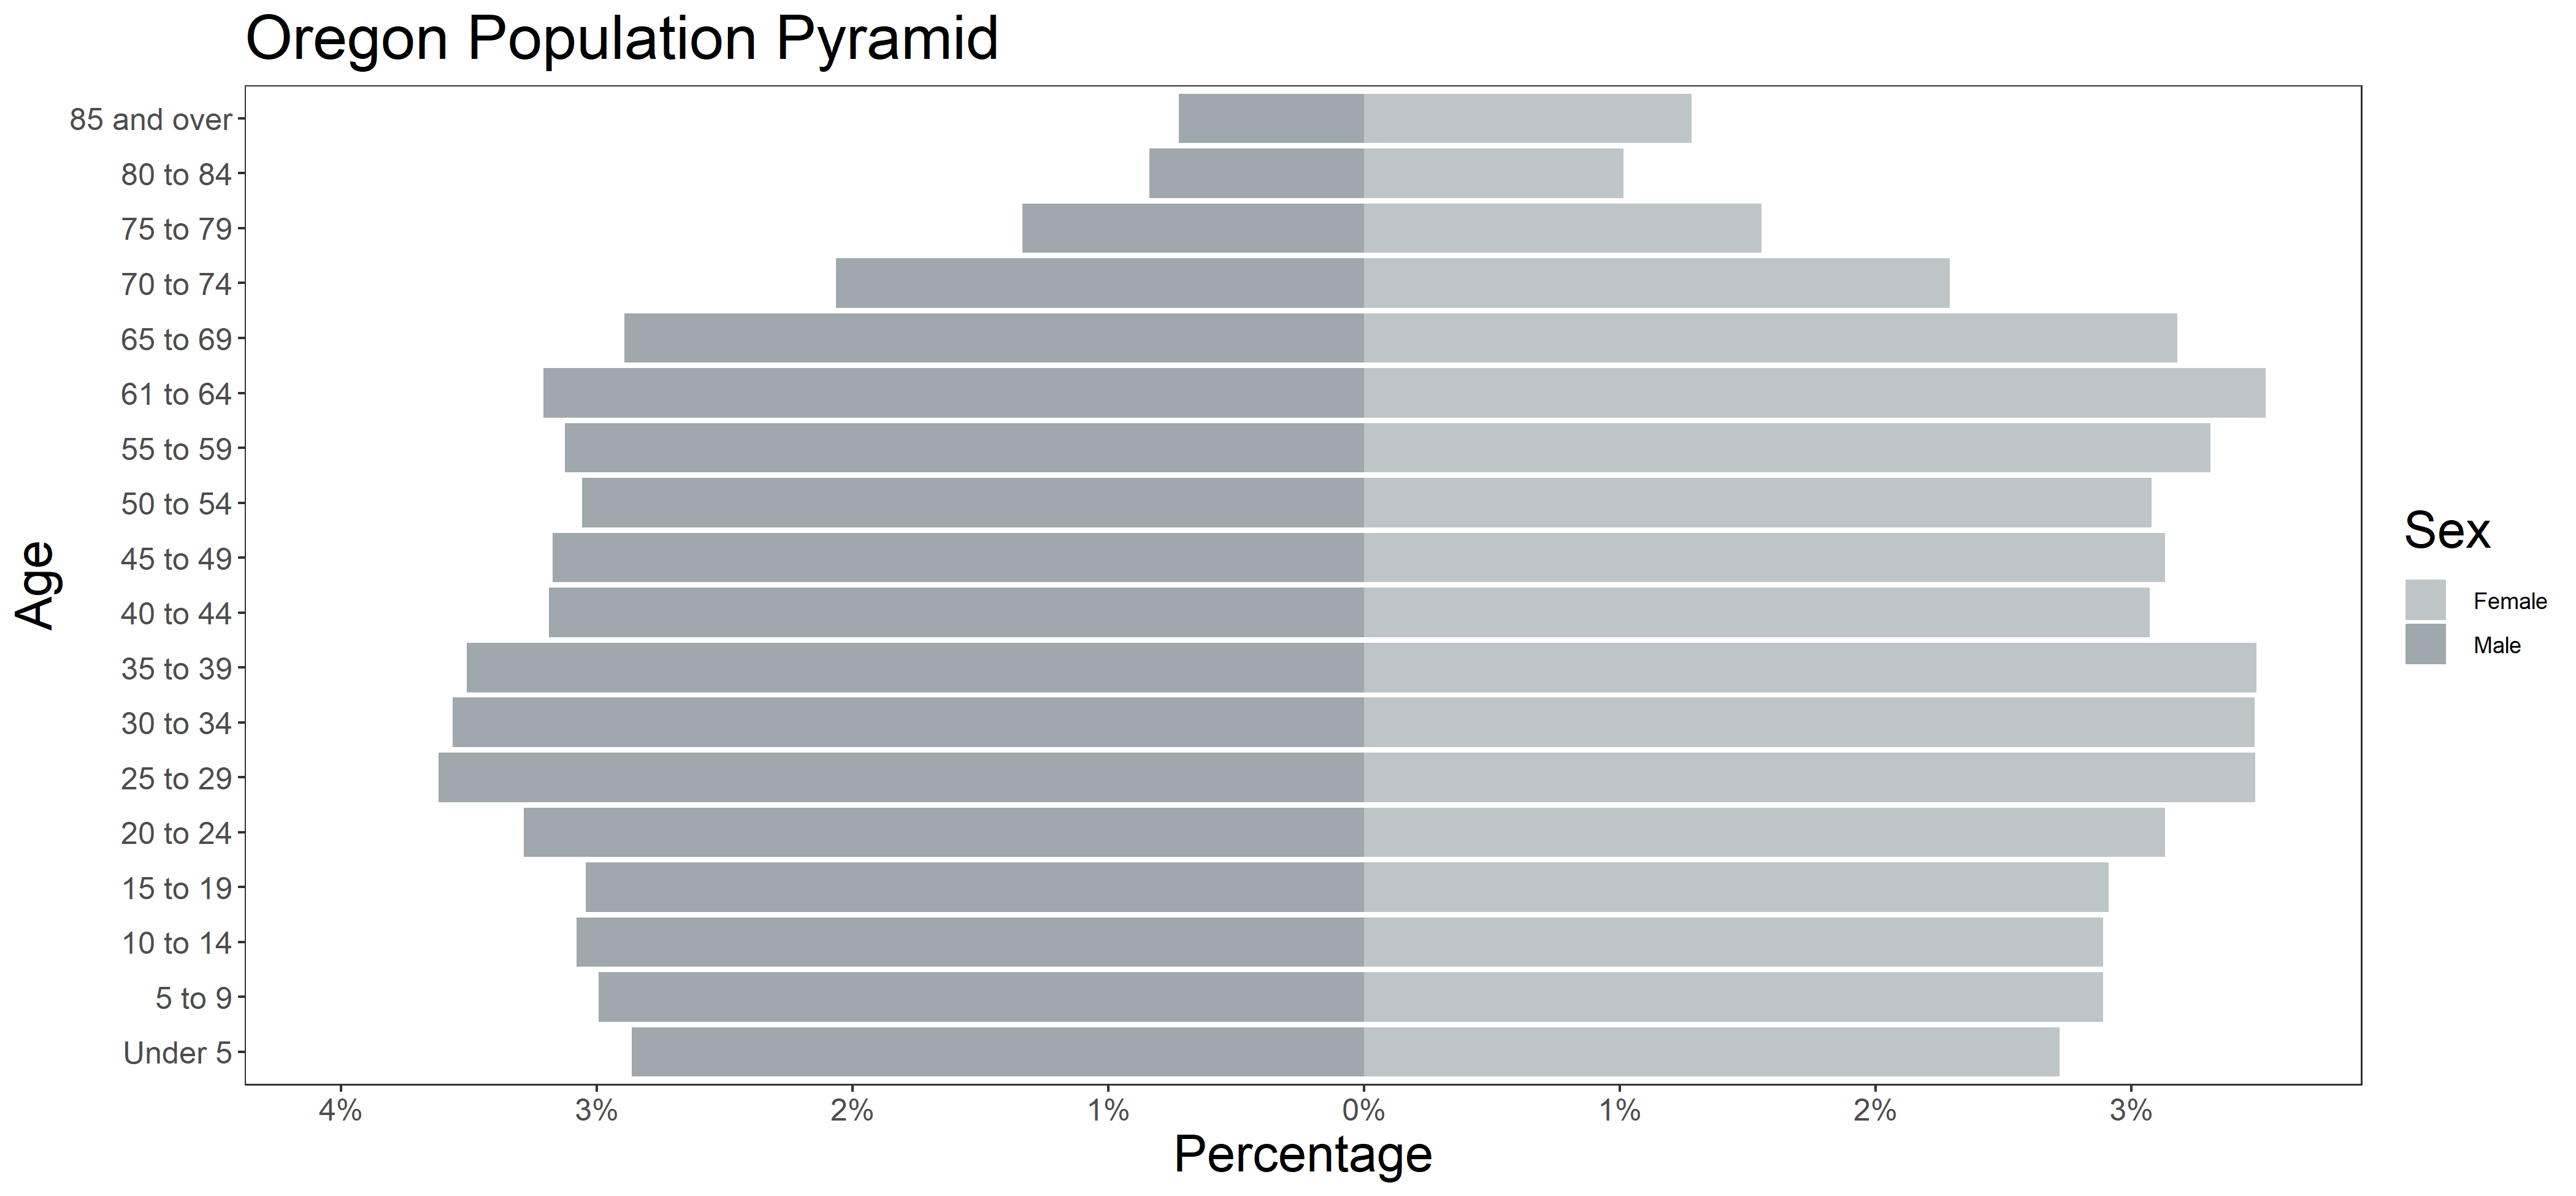 Oregon Population Pyramid
85 and over
80 to 84
75 to 79
70 to 74
65 to 69
61 to 64
55 to 59
50 to 54
45 to 49
40 to 44
35 to 39
30 to 34
25 to 29
20 to 24
15 to 19
10 to 14
5 to 9
Under 5
Age
4% 3% 2% 1% 0% 1% 2% 3%
Percentage
Sex
Female
Male